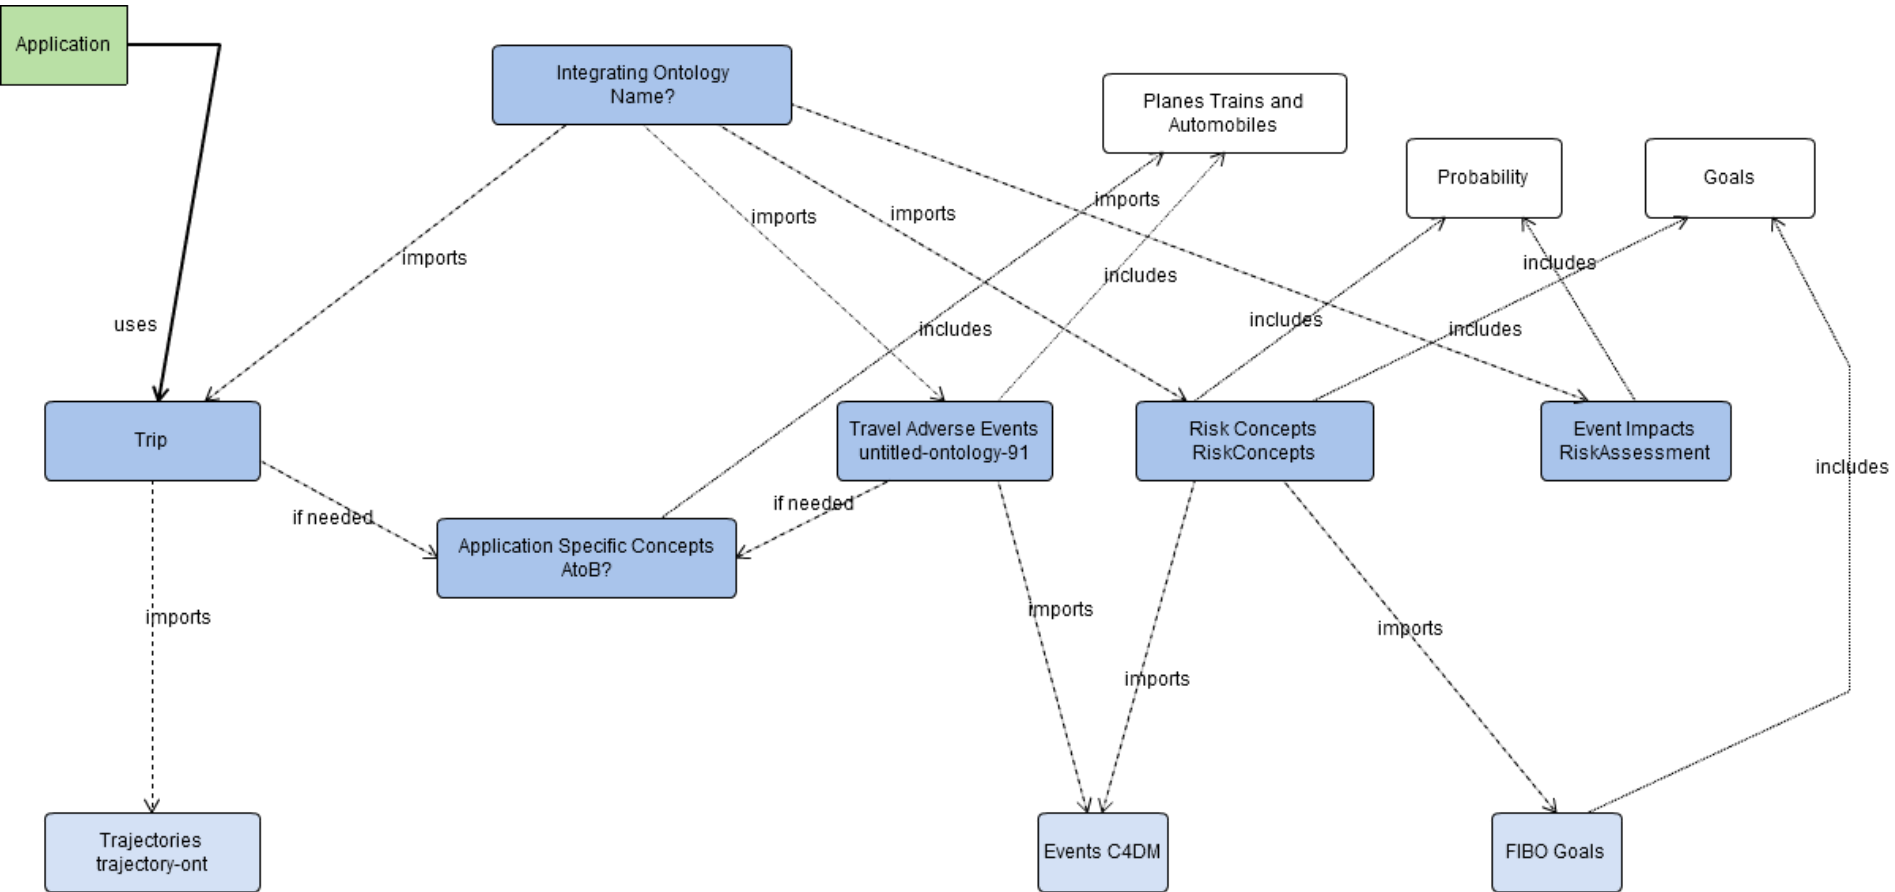 Application
Integrating Ontology
Name?
Planes Trains and
Automobiles
Probability
Goals
imports
imports
imports
imports
includes
includes
uses
includes
includes
includes
Trip
Travel Adverse Events
untitled-ontology-91
Risk Concepts
RiskConcepts
Event Impacts
RiskAssessment
includes
if needed
if needed
Application Specific Concepts
AtoB?
imports
imports
imports
imports
Trajectories
trajectory-ont
Events C4DM
FIBO Goals